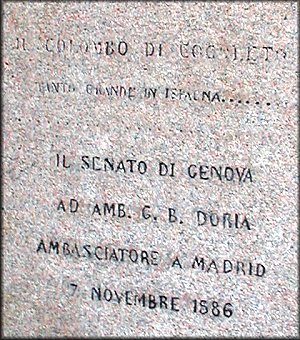 IL COLOMBO DI COGOLETO
TANTO GRANDE IN ISPAGNA........
IL SENATO DI GENOVA
AD AMB. G. B. DORIA
AMBASCIATORE A MADRID
7 NOVEMBRE 1586